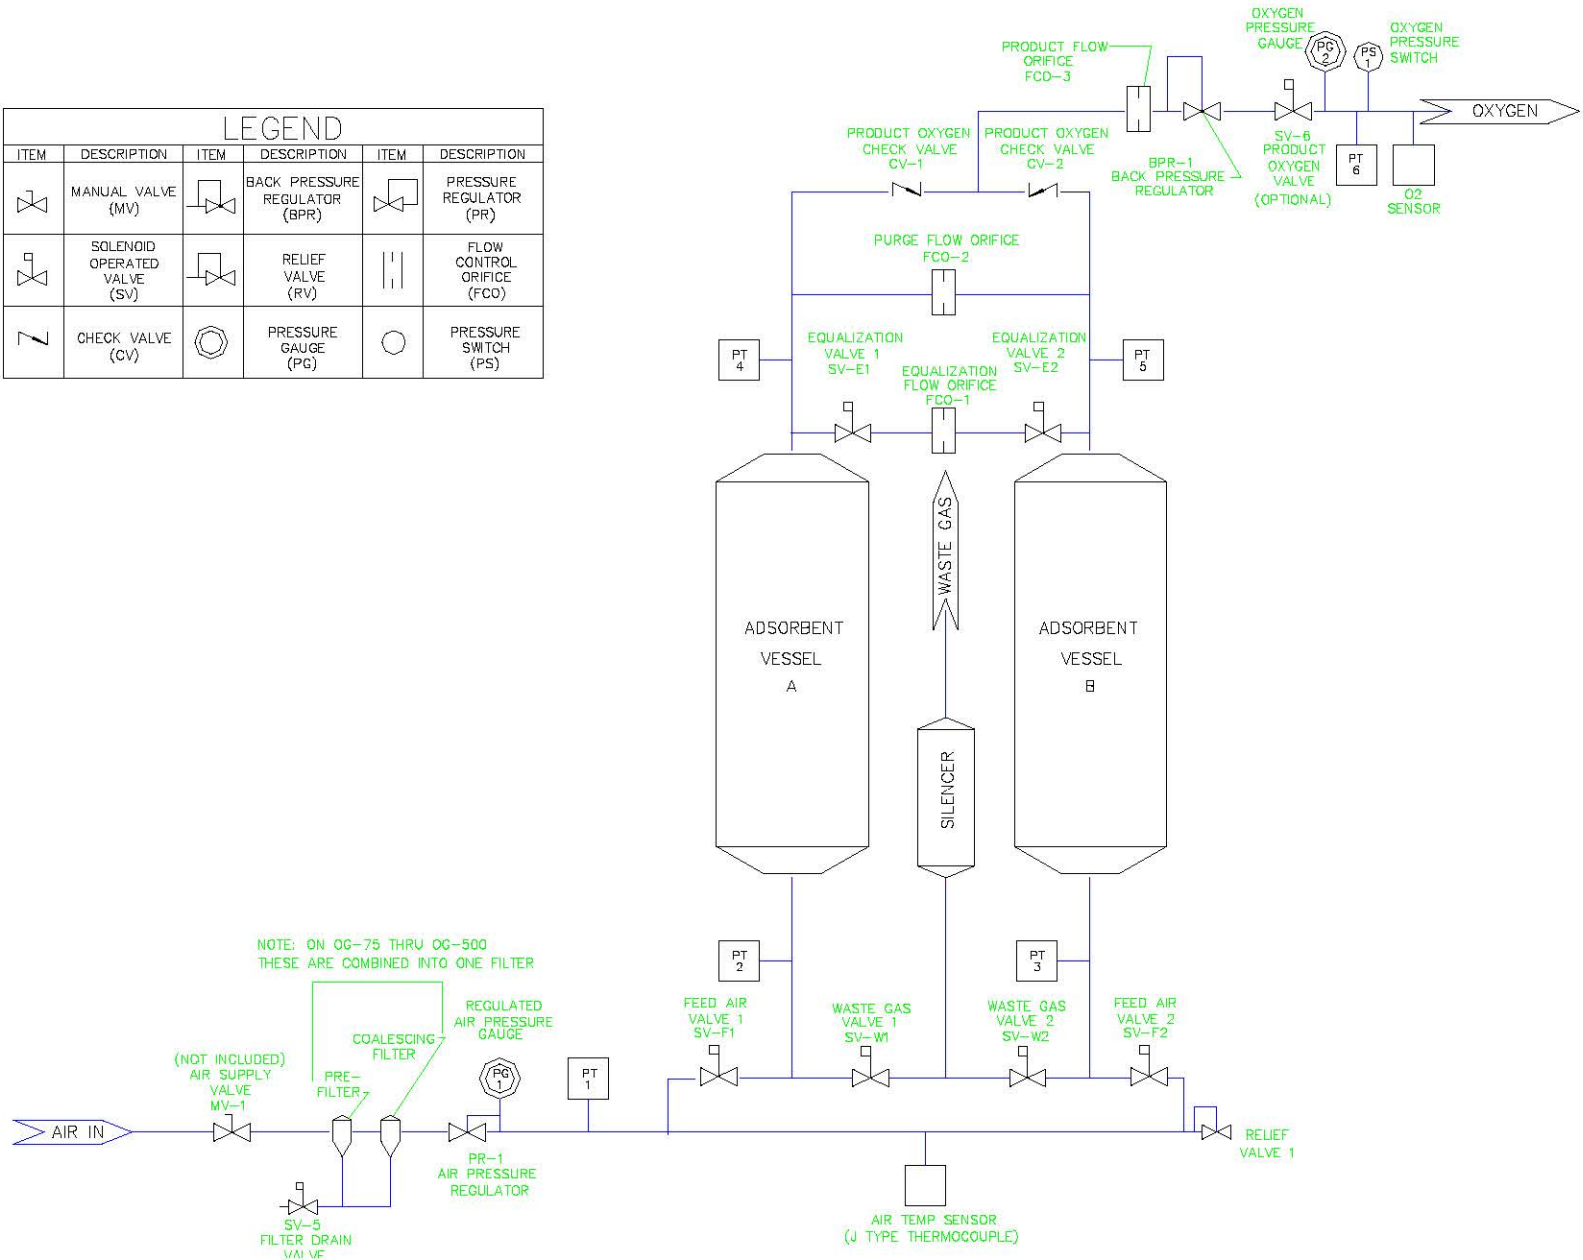 LEGEND
ITEM DESCRIPTION ITEM DESCRIPTION ITEM DESCRIPTION
MANUAL VALVE
(MV)
BACK PRESSURE
REGULATOR
(BPR)
PRESSURE
REGULATOR
(PR)
SOLENOID
OPERATED
VALVE
(SV)
RELIEF
VALVE
(RV)
FLOW
CONTROL
ORIFICE
(FCO)
CHECK VALVE
(CV)
PRESSURE
GAUGE
(PG)
PRESSURE
SWITCH
(PS)
PRODUCT FLOW
ORIFICE
FCO-3
OXYGEN
PRESSURE
GAUGE
PG
2
PS
1
OXYGEN
PRESSURE
SWITCH
OXYGEN
PRODUCT OXYGEN
CHECK VALVE
CV-1
PRODUCT OXYGEN
CHECK VALVE
CV-2
BPR-1
BACK PRESSURE
REGULATOR
SV-6
PRODUCT
OXYGEN
VALVE
(OPTIONAL)
PT
6
O2
SENSOR
PURGE FLOW ORIFICE
FCO-2
PT
4
EQUALIZATION
VALVE 1
SV-E1
EQUALIZATION
FLOW ORIFICE
FCO-1
EQUALIZATION
VALVE 2
SV-E2
PT
5
ADSORBENT
VESSEL
A
WASTE GAS
SILENCER
ADSORBENT
VESSEL
B
NOTE: ON OG-75 THRU OG-500
THESE ARE COMBINED INTO ONE FILTER
PT
2
PT
3
(NOT INCLUDED)
AIR SUPPLY
VALVE
MV-1
PRE-
FILTER
COALESCING
FILTER
REGULATED
AIR PRESSURE
GAUGE
PG
1
PT
1
FEED AIR
VALVE 1
SV-F1
WASTE GAS
VALVE 1
SV-W1
WASTE GAS
VALVE 2
SV-W2
FEED AIR
VALVE 2
SV-F2
AIR IN
PR-1
AIR PRESSURE
REGULATOR
RELIEF
VALVE 1
SV-5
FILTER DRAIN
VALVE
AIR TEMP SENSOR
(J TYPE THERMOCOUPLE)